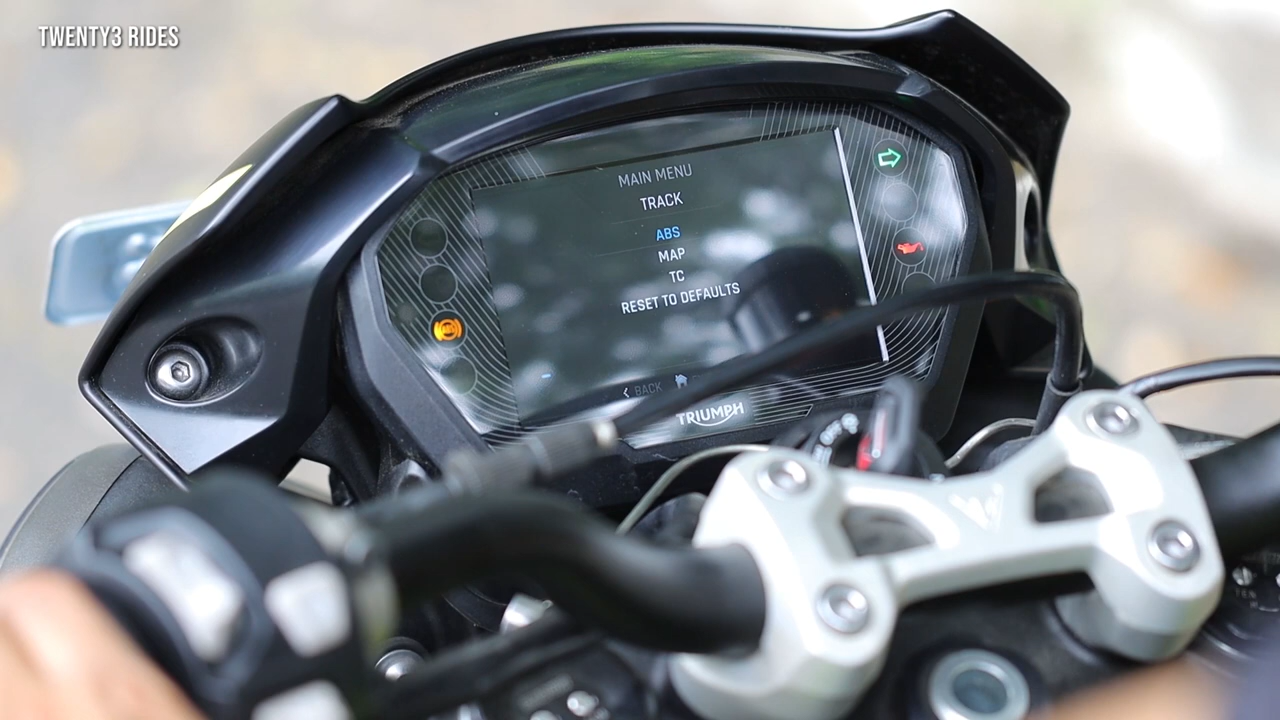 TWENTY3 RIDES
MAIN MENU
TRACK
ABS
MAP
TC
RESET TO DEFAULTS
BACK
TRIUMPH